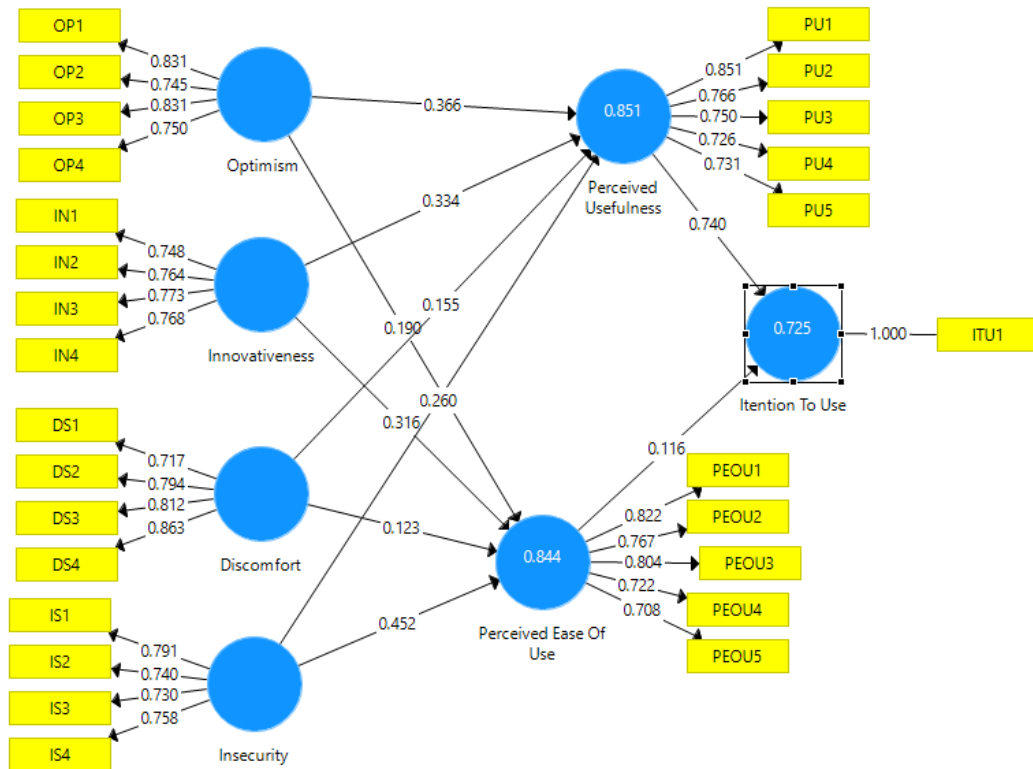 OP1
OP2
OP3
OP4
0.831
0.745
0.831
0.750
Optimism
IN1
IN2
IN3
IN4
0.748
0.764
0.773
0.768
Innovativeness
DS1
DS2
DS3
DS4
0.717
0.794
0.812
0.863
Discomfort
IS1
IS2
IS3
IS4
0.791
0.740
0.730
0.758
Insecurity
0.366
0.334
0.155
0.190
0.260
0.316
0.123
0.452
0.851
Perceived
Usefulness
0.851
0.766
0.750
0.726
0.731
PU1
PU2
PU3
PU4
PU5
0.740
0.725
Itention To Use
1.000
ITU1
0.116
0.844
Perceived Ease Of
Use
0.822
0.767
0.804
0.722
0.708
PEOU1
PEOU2
PEOU3
PEOU4
PEOU5